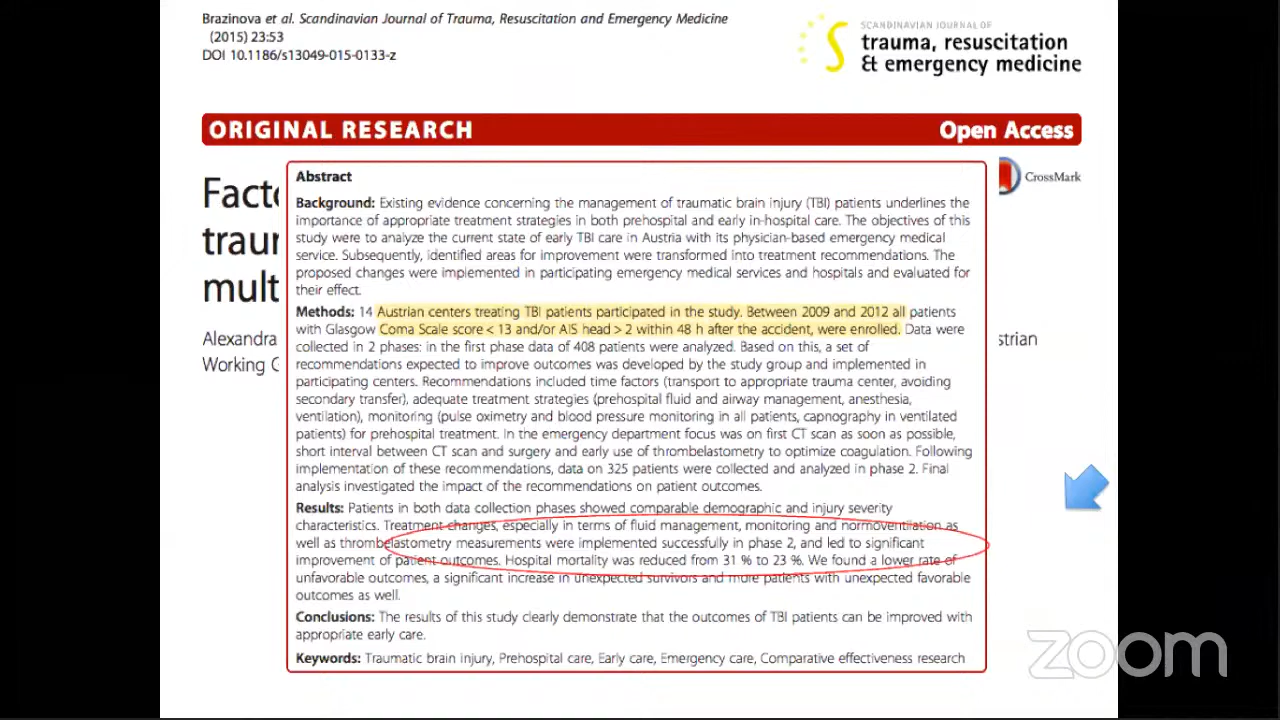 Brazinova et al. Scandinavian Journal of Trauma, Resuscitation and Emergency Medicine
(2015) 23:53
DOI 10.1186/s13049-015-0133-z
SCANDINAVIAN JOURNAL OF
trauma, resuscitation
& emergency medicine
ORIGINAL RESEARCH
Open Access
CrossMark
Facto
traur
mult
Alexandra
strian
Working G
Abstract
Background: Existing evidence concerning the management of traumatic brain injury (TBI) patients underlines the
importance of appropriate treatment strategies in both prehospital and early in-hospital care. The objectives of this
study were to analyze the current state of early TBI care in Austria with its physician-based emergency medical
service. Subsequently, identified areas for improvement were transformed into treatment recommendations. The
proposed changes were implemented in participating emergency medical services and hospitals and evaluated for
their effect.
Methods: 14 Austrian centers treating TBI patients participated in the study. Between 2009 and 2012 all patients
with Glasgow Coma Scale score < 13 and/or AIS head > 2 within 48 h after the accident, were enrolled. Data were
collected in 2 phases: in the first phase data of 408 patients were analyzed. Based on this, a set of
recommendations expected to improve outcomes was developed by the study group and implemented in
participating centers. Recommendations included time factors (transport to appropriate trauma center, avoiding
secondary transfer), adequate treatment strategies (prehospital fluid and airway management, anesthesia,
ventilation), monitoring (pulse oximetry and blood pressure monitoring in all patients, capnography in ventilated
patients) for prehospital treatment. In the emergency department focus was on first CT scan as soon as possible,
short interval between CT scan and surgery and early use of thrombelastometry to optimize coagulation. Following
implementation of these recommendations, data on 325 patients were collected and analyzed in phase 2. Final
analysis investigated the impact of the recommendations on patient outcomes.
Results: Patients in both data collection phases showed comparable demographic and injury severity
characteristics. Treatment changes, especially in terms of fluid management, monitoring and normoventilation as
well as thrombelastometry measurements were implemented successfully in phase 2, and led to significant
improvement of patient outcomes. Hospital mortality was reduced from 31 % to 23 %. We found a lower rate of
unfavorable outcomes, a significant increase in unexpected survivors and more patients with unexpected favorable
outcomes as well.
Conclusions: The results of this study clearly demonstrate that the outcomes of TBI patients can be improved with
appropriate early care.
Keywords: Traumatic brain injury, Prehospital care, Early care, Emergency care, Comparative effectiveness research
zoom